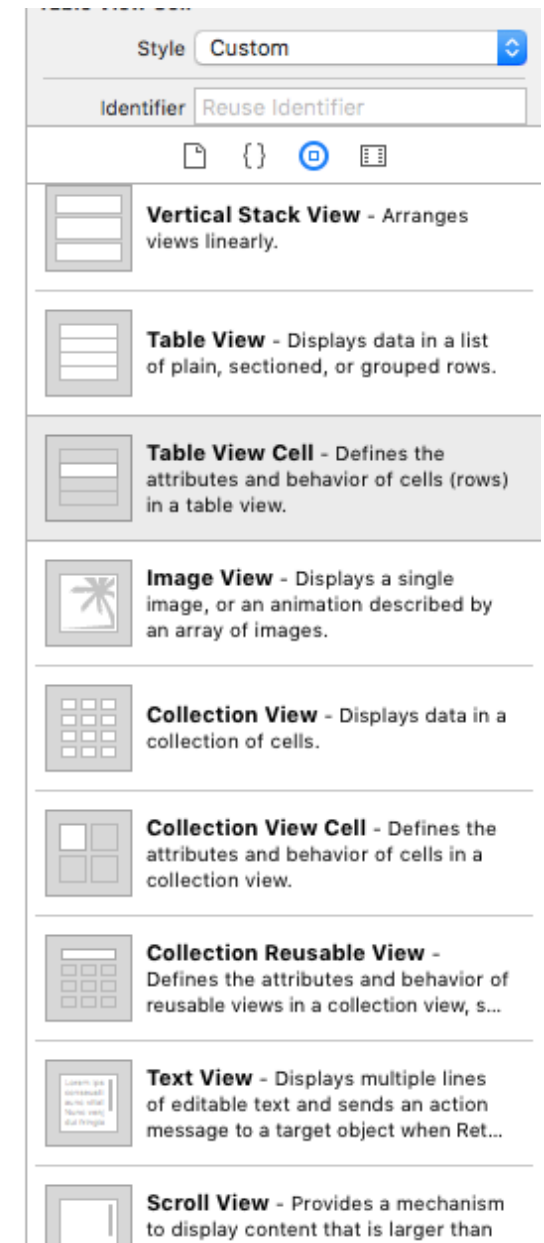 Table View Cell
Style Custom
Identifier Reuse Identifier
{}
Vertical Stack View - Arranges
views linearly.
Table View - Displays data in a list
of plain, sectioned, or grouped rows.
Table View Cell - Defines the
attributes and behavior of cells (rows)
in a table view.
Image View - Displays a single
image, or an animation described by
an array of images.
Collection View - Displays data in a
collection of cells.
Collection View Cell - Defines the
attributes and behavior of cells in a
collection view.
Collection Reusable View -
Defines the attributes and behavior of
reusable views in a collection view, s...
Text View - Displays multiple lines
of editable text and sends an action
message to a target object when Ret...
Scroll View - Provides a mechanism
to display content that is larger than